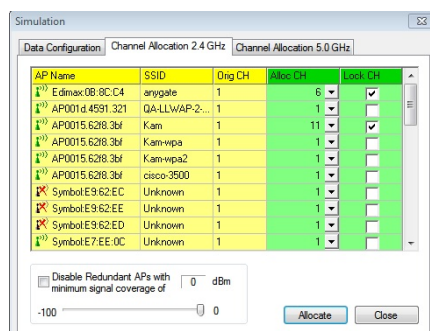 Simulation
Data Configuration Channel Allocation 2.4 GHz Channel Allocation 5.0 GHz
AP Name SSID Orig CH Alloc CH Lock CH
Edimax:0B:8C:C4 anygate 1 6
AP001d.4591.321 QA-LLWAP-2-... 1 1
AP0015.62f8.3bf Kam 1 11
AP0015.62f8.3bf Kam-wpa 1 1
AP0015.62f8.3bf Kam-wpa2 1 1
AP0015.62f8.3bf cisco-3500 1 1
Symbol:E9:62:EC Unknown 1 1
Symbol:E9:62:EE Unknown 1 1
Symbol:E9:62:ED Unknown 1 1
Symbol:E7:EE:0C Unknown 1 1
Disable Redundant APs with
minimum signal coverage of 0 dBm
-100 0
Allocate Close